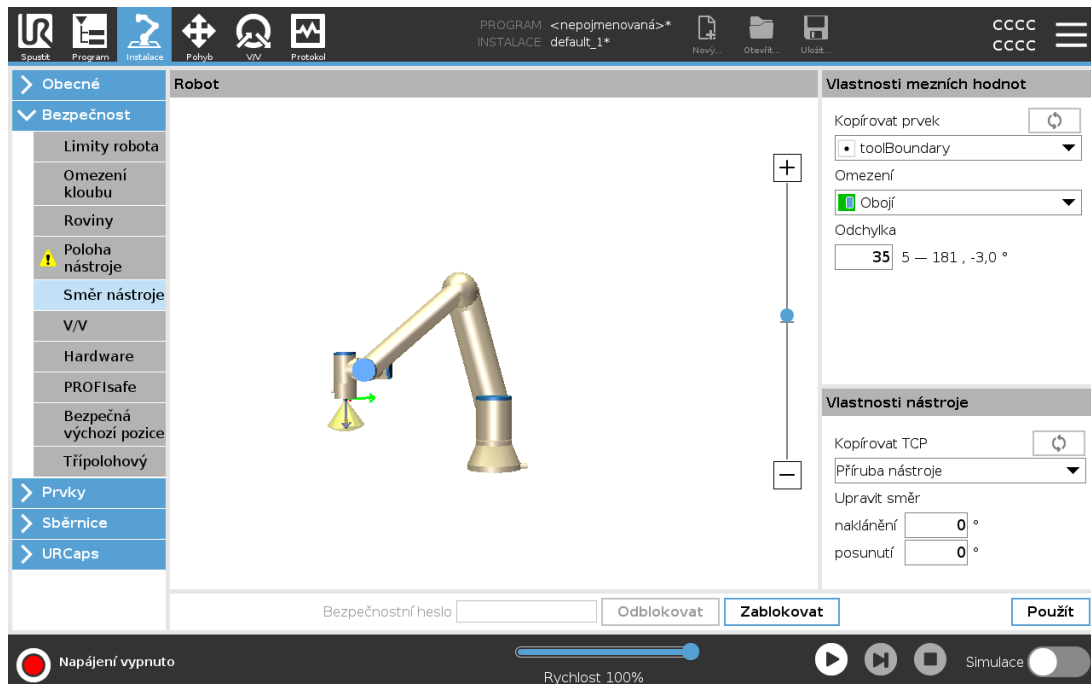 UR
Spustit
Program
Instalace
Pohyb
V/V
Protokol
PROGRAM <nepojmenovaná>*
INSTALACE default_1*
Nový...
Otevřít...
Uložit...
CCCC
CCCC
Obecné
Bezpečnost
Limity robota
Omezení
kloubu
Roviny
Poloha
nástroje
Směr nástroje
V/V
Hardware
PROFIsafe
Bezpečná
výchozí pozice
Třípolohový
Prvky
Sběrnice
URCaps
Robot
Vlastnosti mezních hodnot
Kopírovat prvek
toolBoundary
Omezení
Obojí
Odchylka
35 5 — 181 , -3,0 °
Vlastnosti nástroje
Kopírovat TCP
Příruba nástroje
Upravit směr
naklánění 0 °
posunutí 0 °
Bezpečnostní heslo
Odblokovat
Zablokovat
Použít
Napájení vypnuto
Rychlost 100%
Simulace